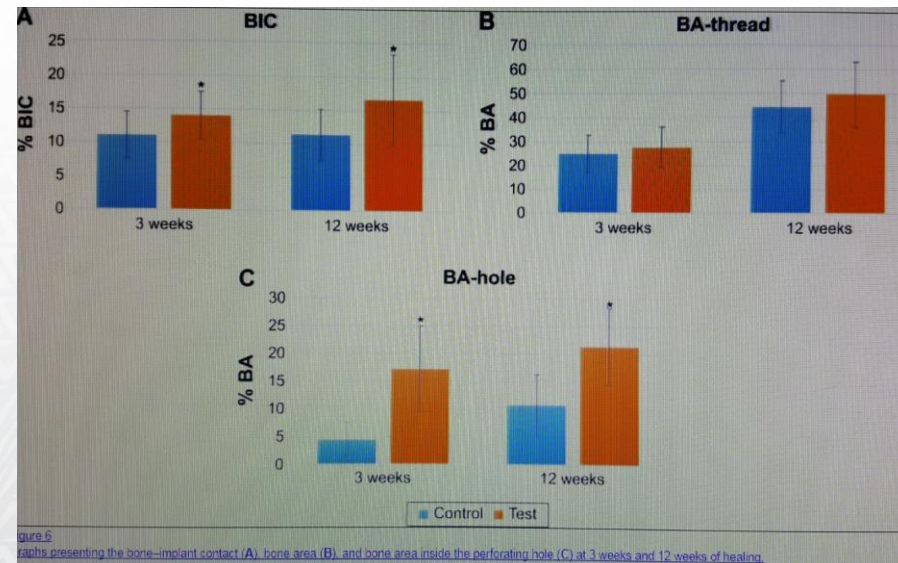 A
BIC
25
20
15
10
5
0
% BIC
*
*
3 weeks
12 weeks
B
BA-thread
70
60
50
40
30
20
10
0
% BA
3 weeks
12 weeks
C
BA-hole
30
25
20
15
10
5
0
% BA
*
*
3 weeks
12 weeks
Control
Test
gure 6
raphs presenting the bone–implant contact (A), bone area (B), and bone area inside the perforating hole (C) at 3 weeks and 12 weeks of healing.